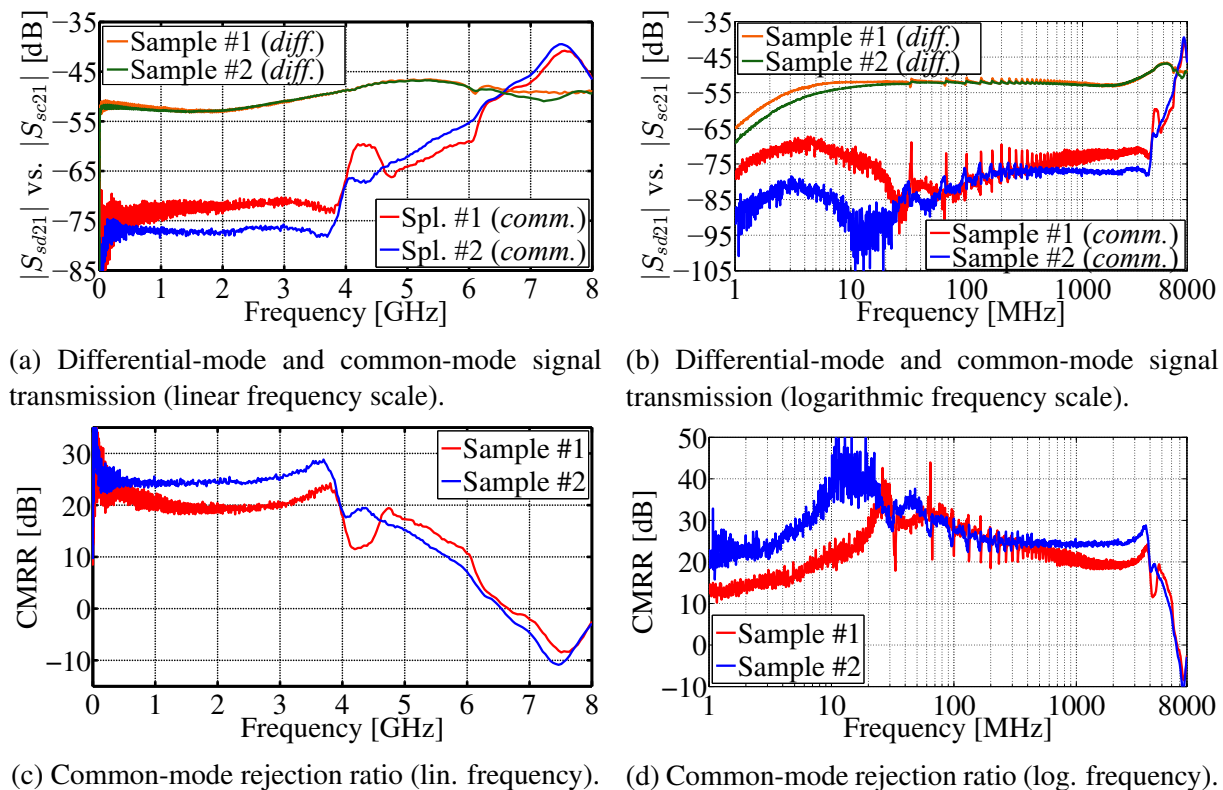 |Ssd21| vs. |Ssc21| [dB]
−35
−45
−55
−65
−75
−85
Sample #1 (diff.)
Sample #2 (diff.)
Spl. #1 (comm.)
Spl. #2 (comm.)
0 1 2 3 4 5 6 7 8
Frequency [GHz]
(a) Differential-mode and common-mode signal
transmission (linear frequency scale).
|Ssd21| vs. |Ssc21| [dB]
−35
−45
−55
−65
−75
−85
−95
−105
Sample #1 (diff.)
Sample #2 (diff.)
Sample #1 (comm.)
Sample #2 (comm.)
1 10 100 1000 8000
Frequency [MHz]
(b) Differential-mode and common-mode signal
transmission (logarithmic frequency scale).
CMRR [dB]
30
20
10
0
−10
Sample #1
Sample #2
0 1 2 3 4 5 6 7 8
Frequency [GHz]
(c) Common-mode rejection ratio (lin. frequency).
CMRR [dB]
50
40
30
20
10
0
−10
Sample #1
Sample #2
1 10 100 1000 8000
Frequency [MHz]
(d) Common-mode rejection ratio (log. frequency).